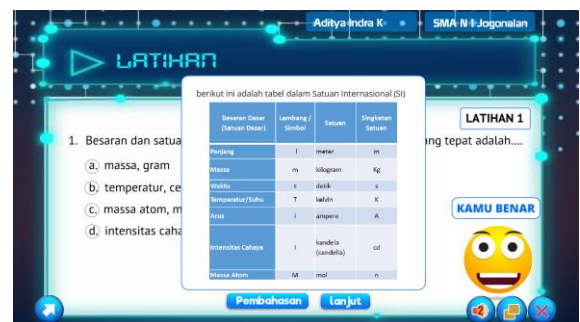 Aditya Indra K
SMA N 1 Jogonalan
LATIHAN
berikut ini adalah tabel dalam Satuan Internasional (SI)
Besaran Dasar (Satuan Dasar) Lambang / Simbol Satuan Singkatan Satuan
Panjang l meter m
Massa m kilogram Kg
Waktu t detik s
Temperatur/Suhu T kelvin K
Arus i ampere A
Intensitas Cahaya I kandela (candella) cd
Massa Atom M mol n
LATIHAN 1
1. Besaran dan satua ng tepat adalah....
a. massa, gram
b. temperatur, ce
c. massa atom, m
d. intensitas caha
KAMU BENAR
Pembahasan
lanjut